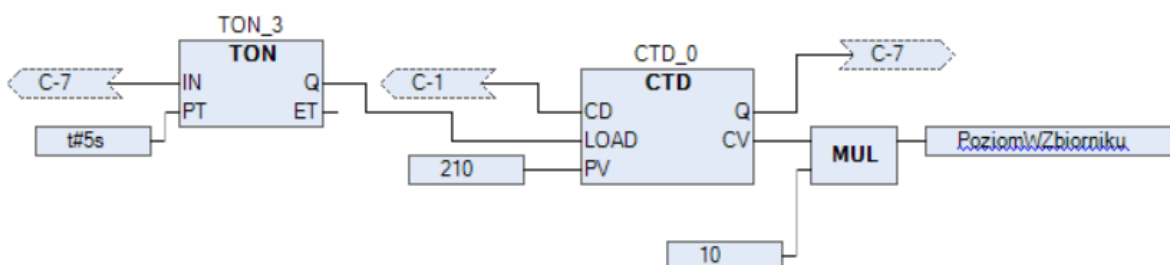 TON_3
TON
C-7
IN
Q
PT
ET
t#5s
C-1
CTD_0
CTD
CD
Q
LOAD
CV
PV
210
C-7
MUL
PoziomWZbiorniku
10